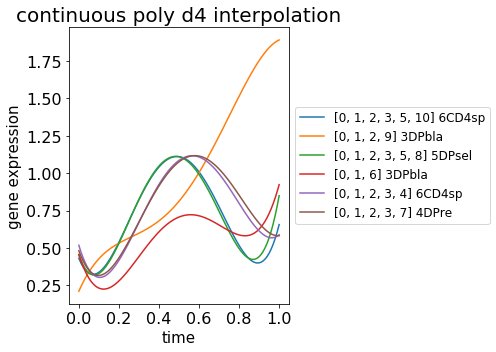 continuous poly d4 interpolation
gene expression
1.75
1.50
1.25
1.00
0.75
0.50
0.25
0.0 0.2 0.4 0.6 0.8 1.0
time
[0, 1, 2, 3, 5, 10] 6CD4sp
[0, 1, 2, 9] 3DPbla
[0, 1, 2, 3, 5, 8] 5DPsel
[0, 1, 6] 3DPbla
[0, 1, 2, 3, 4] 6CD4sp
[0, 1, 2, 3, 7] 4DPre